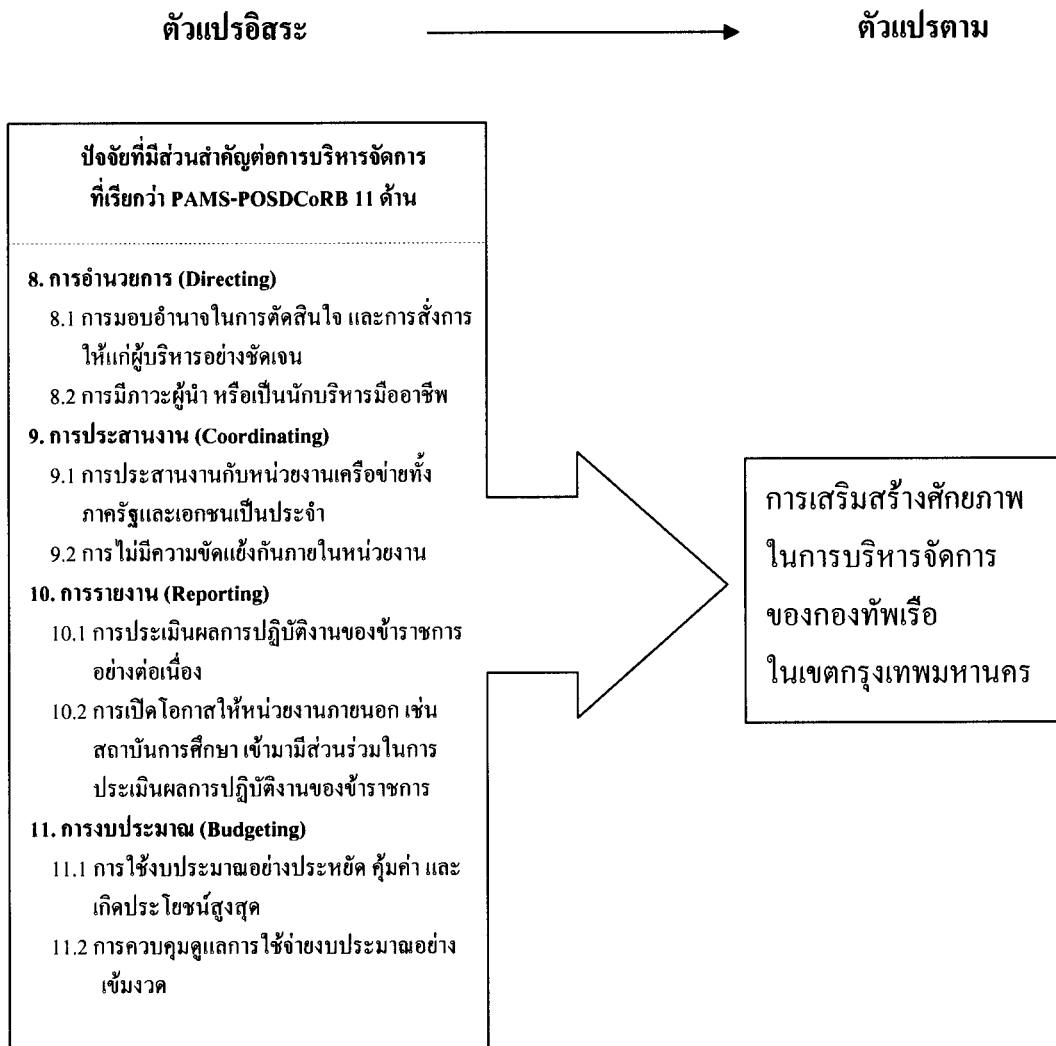 ตัวแปรอิสระ
ตัวแปรตาม
ปัจจัยที่มีส่วนสำคัญต่อการบริหารจัดการ
ที่เรียกว่า PAMS-POSDCoRB 11 ด้าน
8. การอำนวยการ (Directing)
8.1 การมอบอำนาจในการตัดสินใจ และการสั่งการ
ให้แก่ผู้บริหารอย่างชัดเจน
8.2 การมีภาวะผู้นำ หรือเป็นนักบริหารมืออาชีพ
9. การประสานงาน (Coordinating)
9.1 การประสานงานกับหน่วยงานเครือข่ายทั้ง
ภาครัฐและเอกชนเป็นประจำ
9.2 การไม่มีความขัดแย้งกันภายในหน่วยงาน
10. การรายงาน (Reporting)
10.1 การประเมินผลการปฏิบัติงานของข้าราชการ
อย่างต่อเนื่อง
10.2 การเปิดโอกาสให้หน่วยงานภายนอก เช่น
สถาบันการศึกษา เข้ามามีส่วนร่วมในการ
ประเมินผลการปฏิบัติงานของข้าราชการ
11. การงบประมาณ (Budgeting)
11.1 การใช้งบประมาณอย่างประหยัด คุ้มค่า และ
เกิดประโยชน์สูงสุด
11.2 การควบคุมดูแลการใช้จ่ายงบประมาณอย่าง
เข้มงวด
การเสริมสร้างศักยภาพ
ในการบริหารจัดการ
ของกองทัพเรือ
ในเขตกรุงเทพมหานคร